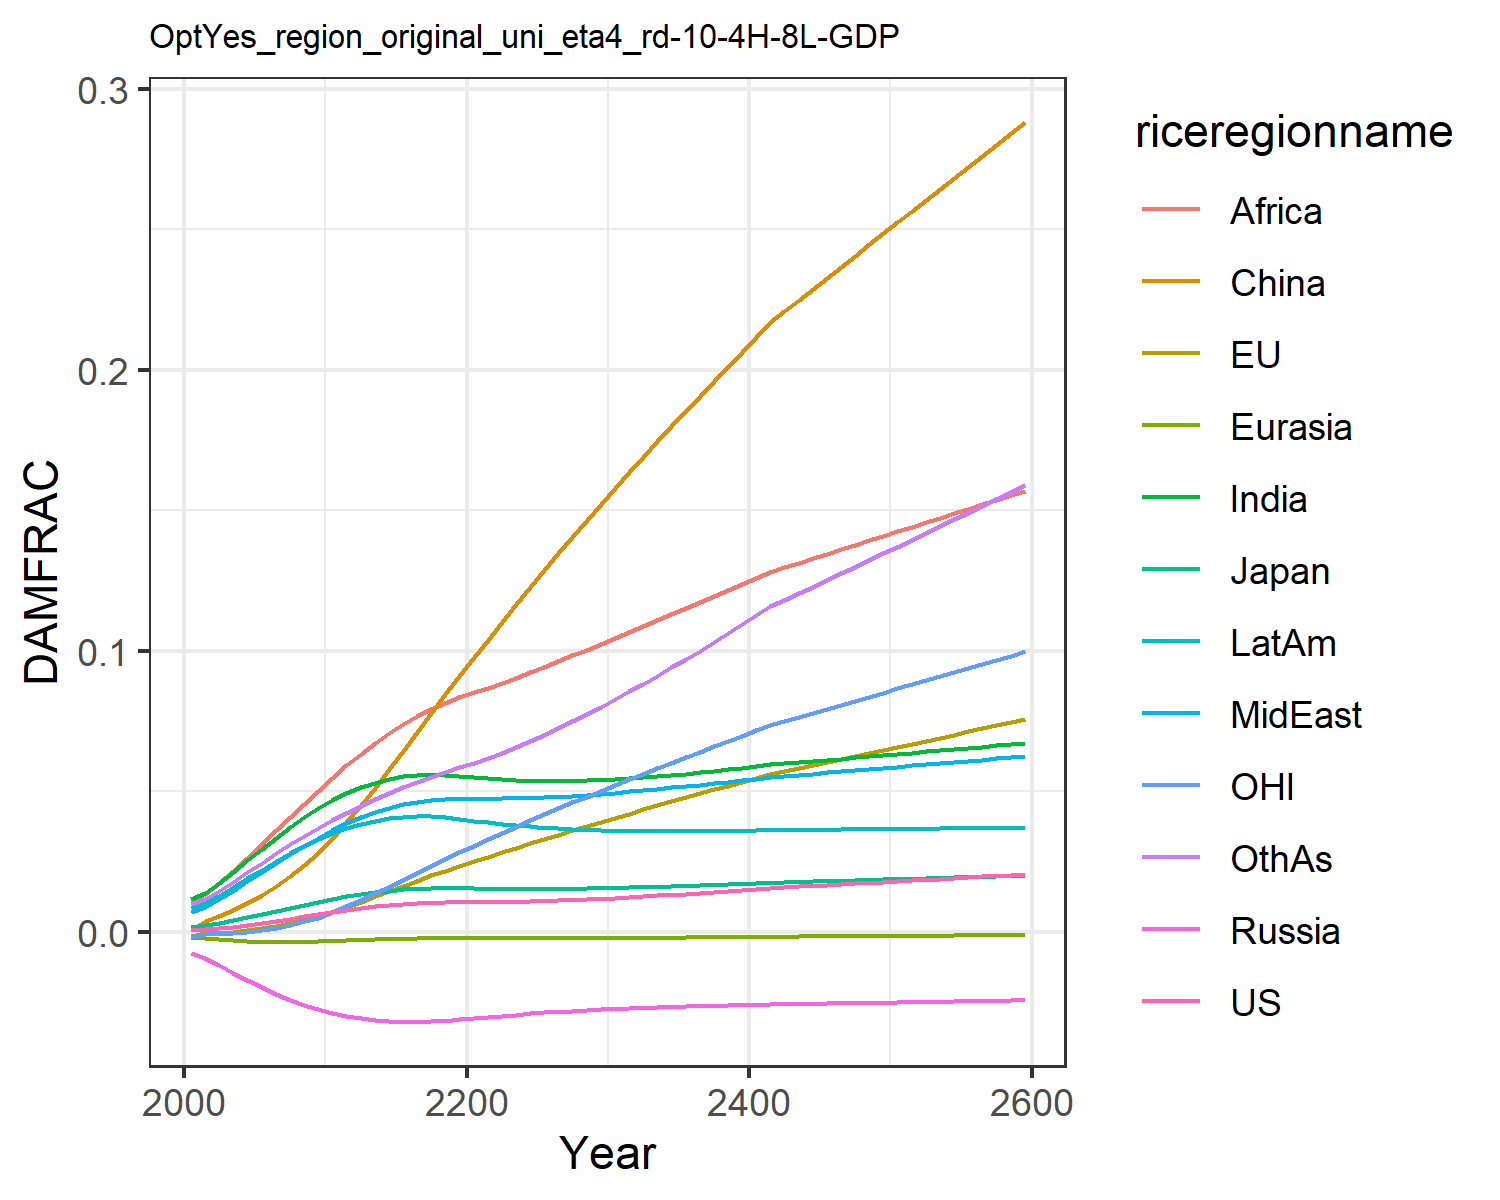 OptYes_region_original_uni_eta4_rd-10-4H-8L-GDP
0.3
0.2
0.1
0.0
DAMFRAC
2000 2200 2400 2600
Year
riceregionname
Africa
China
EU
Eurasia
India
Japan
LatAm
MidEast
OHI
OthAs
Russia
US